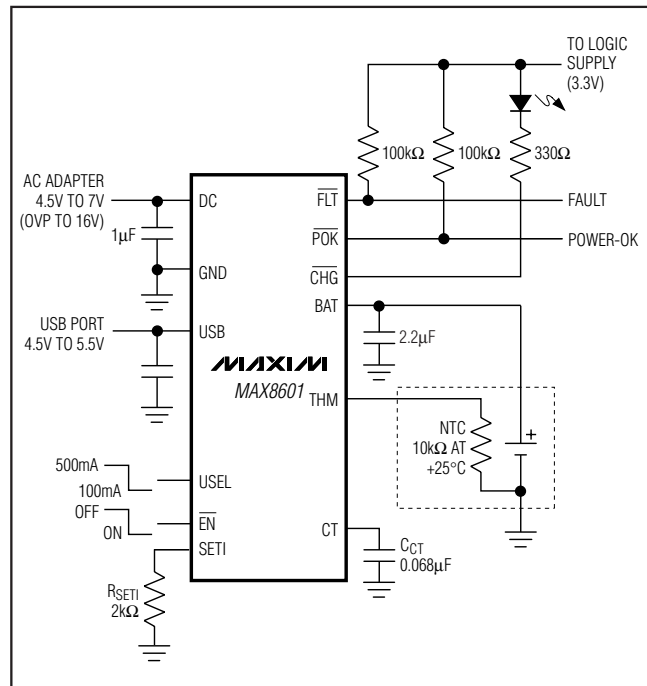 TO LOGIC
SUPPLY
(3.3V)
100kΩ
100kΩ
330Ω
AC ADAPTER
4.5V TO 7V
(OVP TO 16V)
1µF
DC
GND
USB PORT
4.5V TO 5.5V
USB
MAXIM
MAX8601
FLT
FAULT
POK
POWER-OK
CHG
BAT
2.2µF
THM
NTC
10kΩ AT
+25°C
+
500mA
100mA
USEL
OFF
ON
EN
SETI
RSETI
2kΩ
CT
CCT
0.068µF